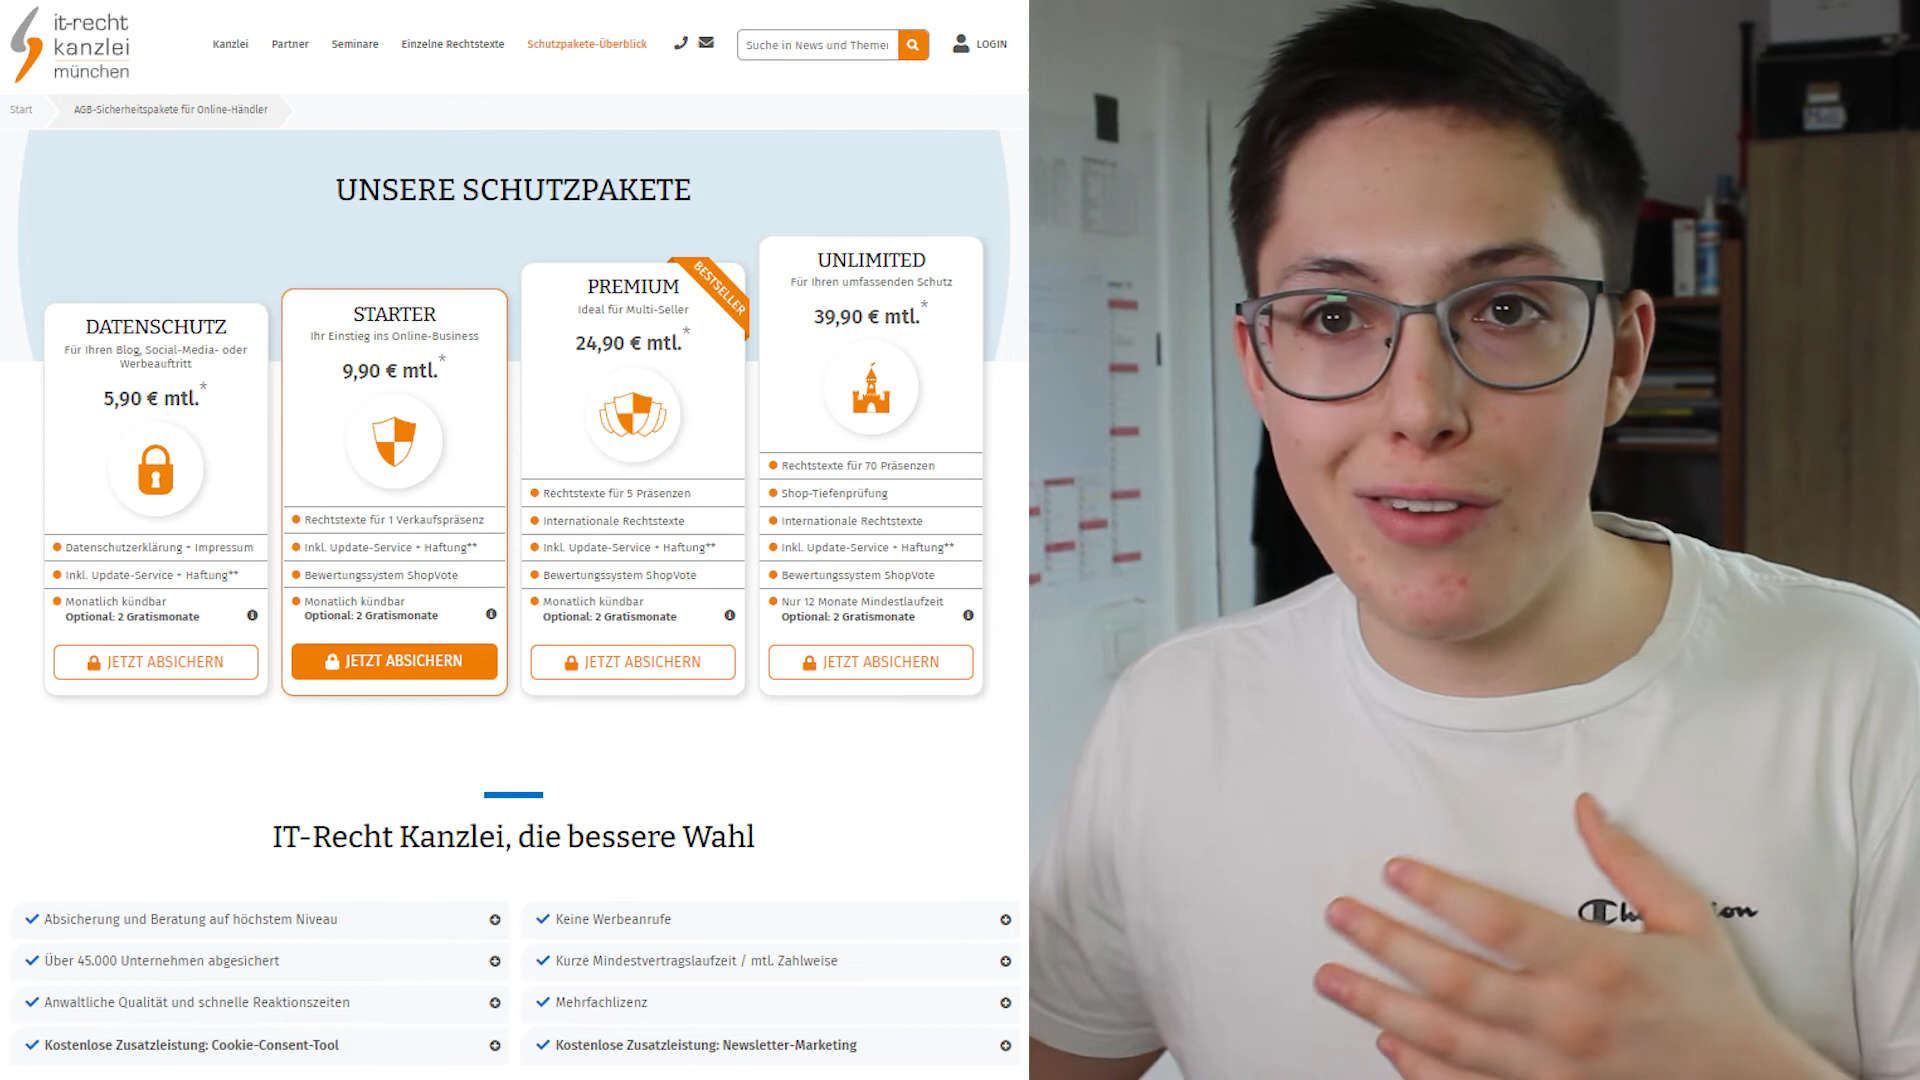 it-recht
kanzlei
münchen
Kanzlei
Partner
Seminare
Einzelne Rechtstexte
Schutzpakete-Überblick
Suche in News und Themen
LOGIN
Start
AGB-Sicherheitspakete für Online-Händler
UNSERE SCHUTZPAKETE
DATENSCHUTZ
Für Ihren Blog, Social-Media- oder
Werbeauftritt
5,90 € mtl.*
Datenschutzerklärung + Impressum
Inkl. Update-Service + Haftung**
Monatlich kündbar
Optional: 2 Gratismonate
JETZT ABSICHERN
STARTER
Ihr Einstieg ins Online-Business
9,90 € mtl.*
Rechtstexte für 1 Verkaufspräsenz
Inkl. Update-Service + Haftung**
Bewertungssystem ShopVote
Monatlich kündbar
Optional: 2 Gratismonate
JETZT ABSICHERN
BESTSELLER
PREMIUM
Ideal für Multi-Seller
24,90 € mtl.*
Rechtstexte für 5 Präsenzen
Internationale Rechtstexte
Inkl. Update-Service + Haftung**
Bewertungssystem ShopVote
Monatlich kündbar
Optional: 2 Gratismonate
JETZT ABSICHERN
UNLIMITED
Für Ihren umfassenden Schutz
39,90 € mtl.*
Rechtstexte für 70 Präsenzen
Shop-Tiefenprüfung
Internationale Rechtstexte
Inkl. Update-Service + Haftung**
Bewertungssystem ShopVote
Nur 12 Monate Mindestlaufzeit
Optional: 2 Gratismonate
JETZT ABSICHERN
IT-Recht Kanzlei, die bessere Wahl
Absicherung und Beratung auf höchstem Niveau
Über 45.000 Unternehmen abgesichert
Anwaltliche Qualität und schnelle Reaktionszeiten
Kostenlose Zusatzleistung: Cookie-Consent-Tool
Keine Werbeanrufe
Kurze Mindestvertragslaufzeit / mtl. Zahlweise
Mehrfachlizenz
Kostenlose Zusatzleistung: Newsletter-Marketing